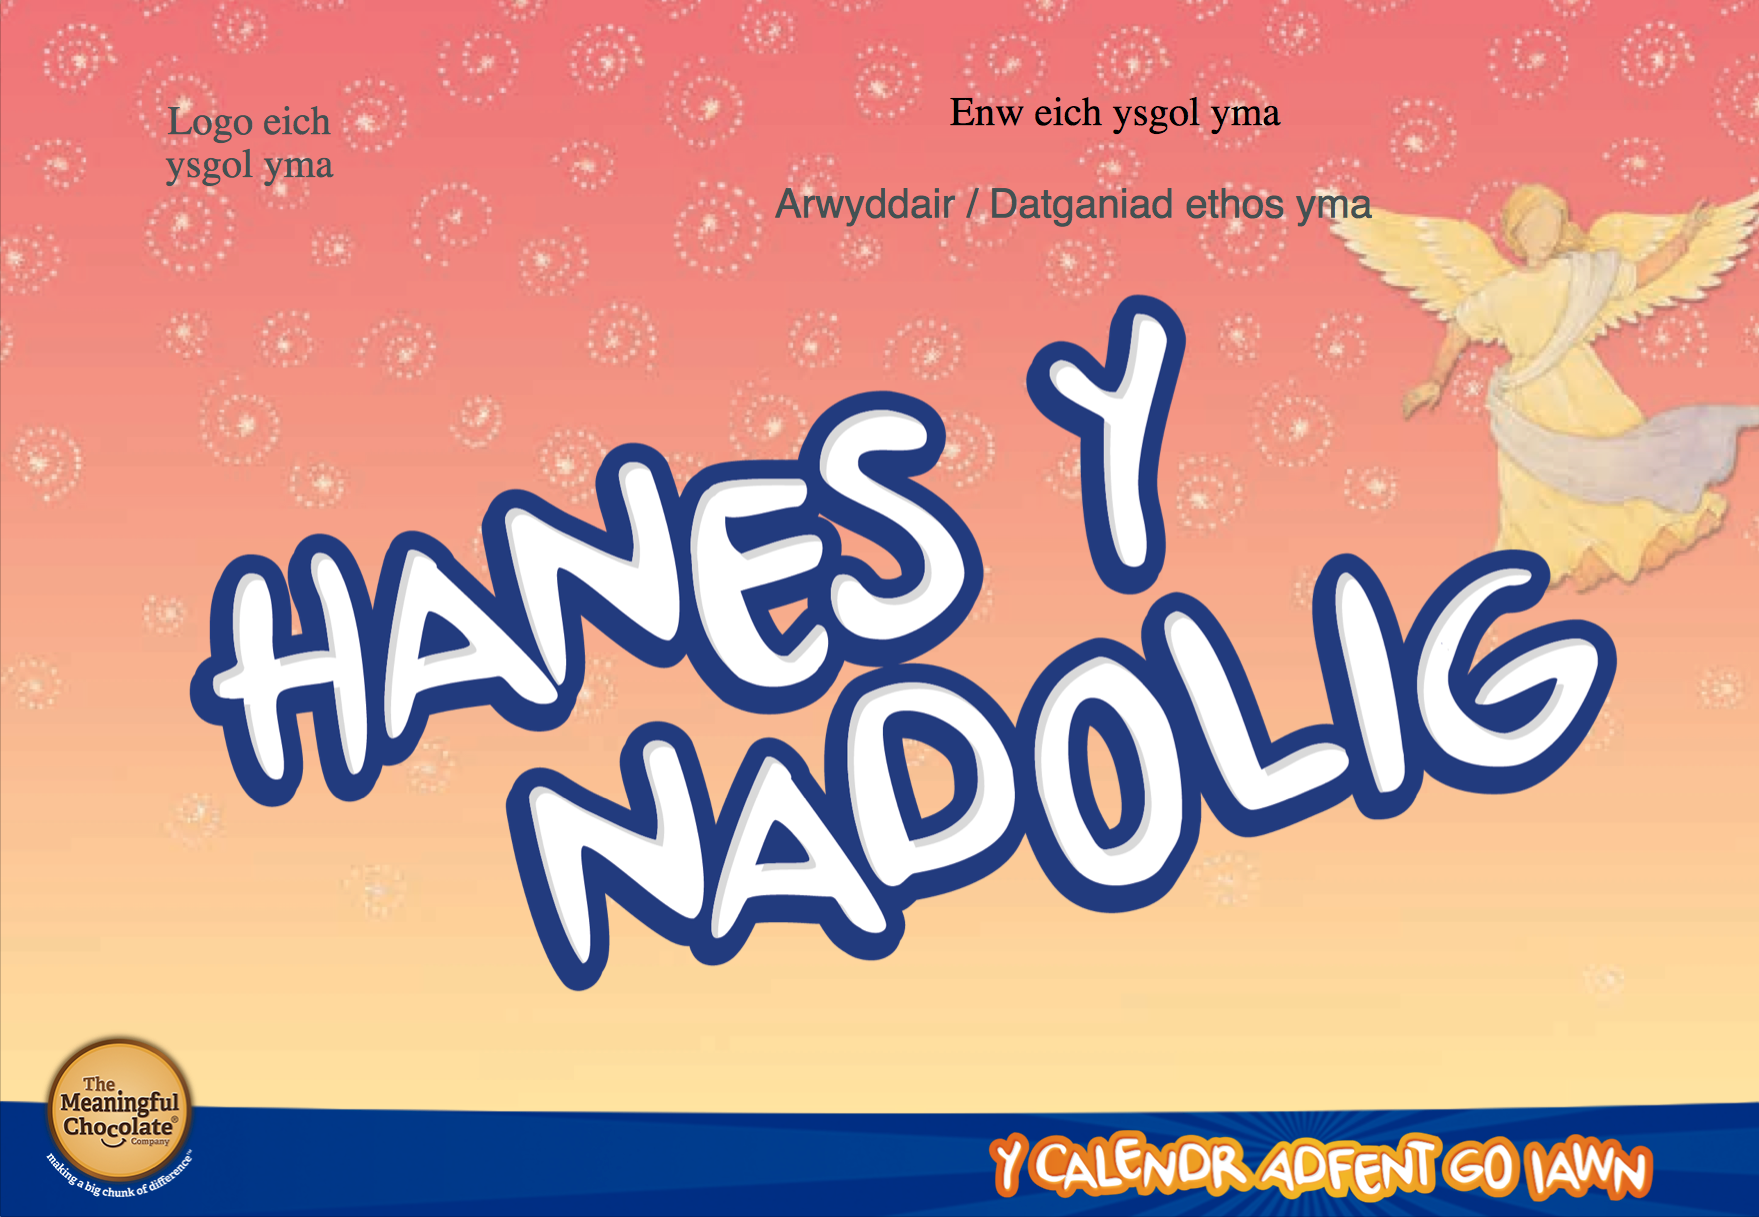 Logo eich
ysgol yma
Enw eich ysgol yma
Arwyddair / Datganiad ethos yma
HANES Y
NADOLIG
The
Meaningful
Chocolate®
Company
making a big chunk of difference™
Y CALENDR ADFENT GO IAWN